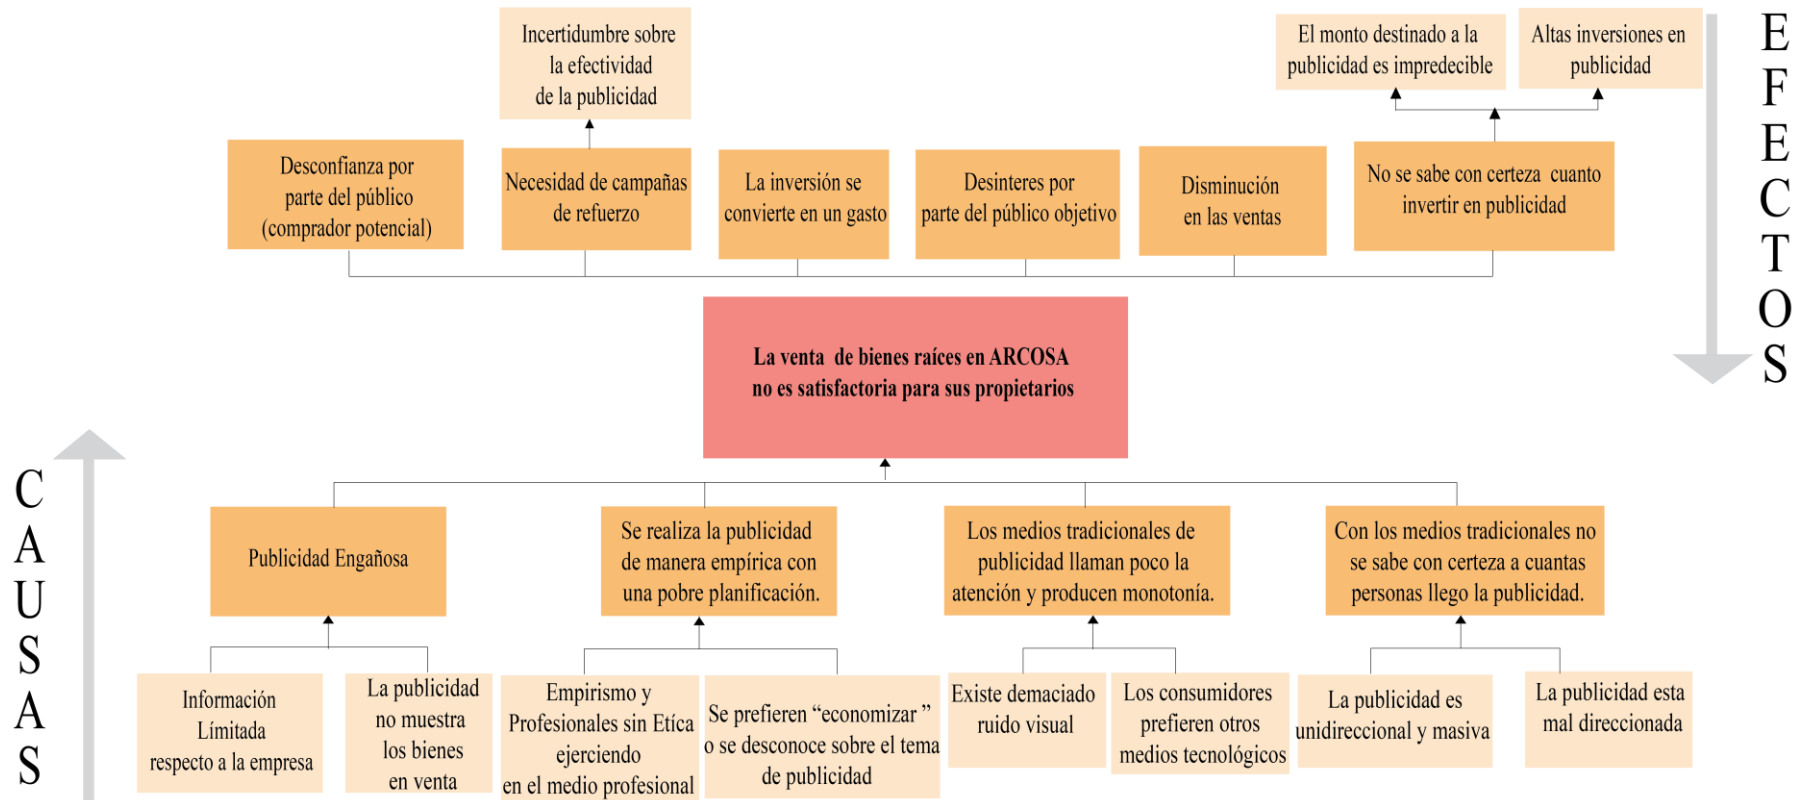 Incertidumbre sobre
la efectividad
de la publicidad
El monto destinado a la
publicidad es impredecible
Altas inversiones en
publicidad
EFECTOS
Desconfianza por
parte del público
(comprador potencial)
Necesidad de campañas
de refuerzo
La inversión se
convierte en un gasto
Desinteres por
parte del público objetivo
Disminución
en las ventas
No se sabe con certeza cuanto
invertir en publicidad
La venta de bienes raíces en ARCOSA
no es satisfactoria para sus propietarios
CAUSAS
Publicidad Engañosa
Se realiza la publicidad
de manera empírica con
una pobre planificación.
Los medios tradicionales de
publicidad llaman poco la
atención y producen monotonía.
Con los medios tradicionales no
se sabe con certeza a cuantas
personas llego la publicidad.
Información
Límitada
respecto a la empresa
La publicidad
no muestra
los bienes
en venta
Empirismo y
Profesionales sin Etíca
ejerciendo
en el medio profesional
Se prefieren “economizar ”
o se desconoce sobre el tema
de publicidad
Existe demaciado
ruido visual
Los consumidores
prefieren otros
medios tecnológicos
La publicidad es
unidireccional y masiva
La publicidad esta
mal direccionada